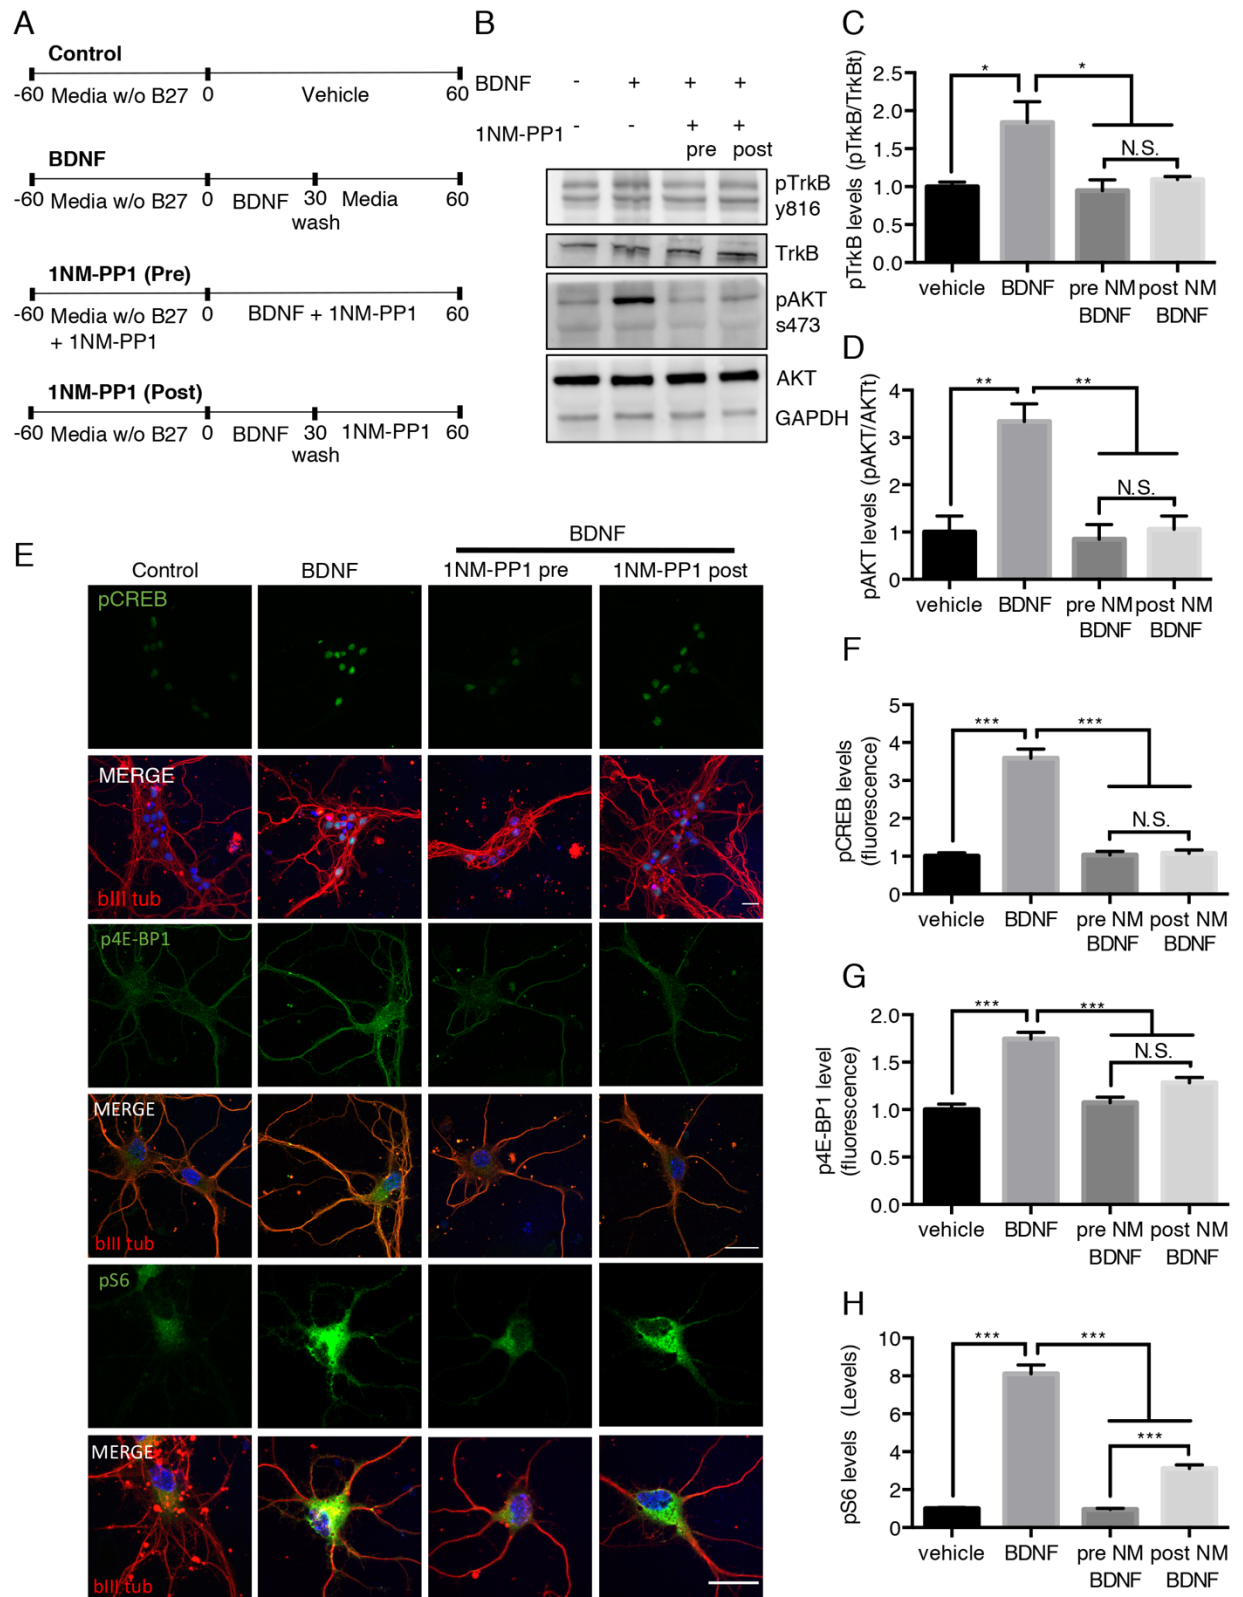 A
Control
-60 Media w/o B27 0 Vehicle 60
BDNF
-60 Media w/o B27 0 BDNF 30 Media 60
wash
1NM-PP1 (Pre)
-60 Media w/o B27 0 BDNF + 1NM-PP1 60
+ 1NM-PP1
1NM-PP1 (Post)
-60 Media w/o B27 0 BDNF 30 1NM-PP1 60
wash
B
BDNF - + + +
1NM-PP1 - - + +
pre post
pTrkB
y816
TrkB
pAKT
s473
AKT
GAPDH
C
pTrkB levels (pTrkB/TrkBt)
2.5
2.0
1.5
1.0
0.5
0.0
* *
N.S.
vehicle BDNF pre NM post NM
BDNF BDNF
D
pAKT levels (pAKT/AKTt)
4
3
2
1
0
** **
N.S.
vehicle BDNF pre NM post NM
BDNF BDNF
E
BDNF
Control BDNF 1NM-PP1 pre 1NM-PP1 post
pCREB
MERGE
bIII tub
p4E-BP1
MERGE
bIII tub
pS6
MERGE
bIII tub
F
pCREB levels
(fluorescence)
5
4
3
2
1
0
*** ***
N.S.
vehicle BDNF pre NM post NM
BDNF BDNF
G
p4E-BP1 level
(fluorescence)
2.0
1.5
1.0
0.5
0.0
*** ***
N.S.
vehicle BDNF pre NM post NM
BDNF BDNF
H
pS6 levels (Levels)
10
8
6
4
2
0
*** ***
***
vehicle BDNF pre NM post NM
BDNF BDNF